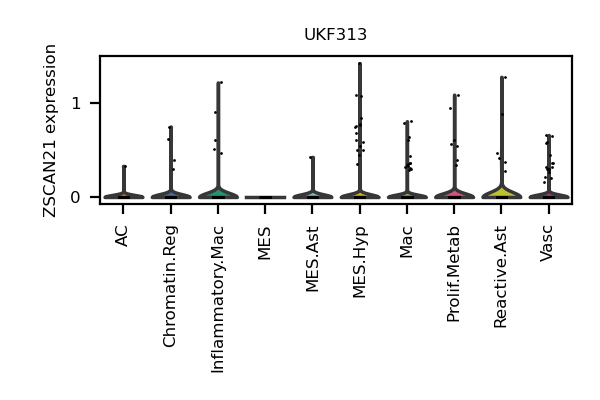 UKF313
ZSCAN21 expression
1
0
AC
Chromatin.Reg
Inflammatory.Mac
MES
MES.Ast
MES.Hyp
Mac
Prolif.Metab
Reactive.Ast
Vasc